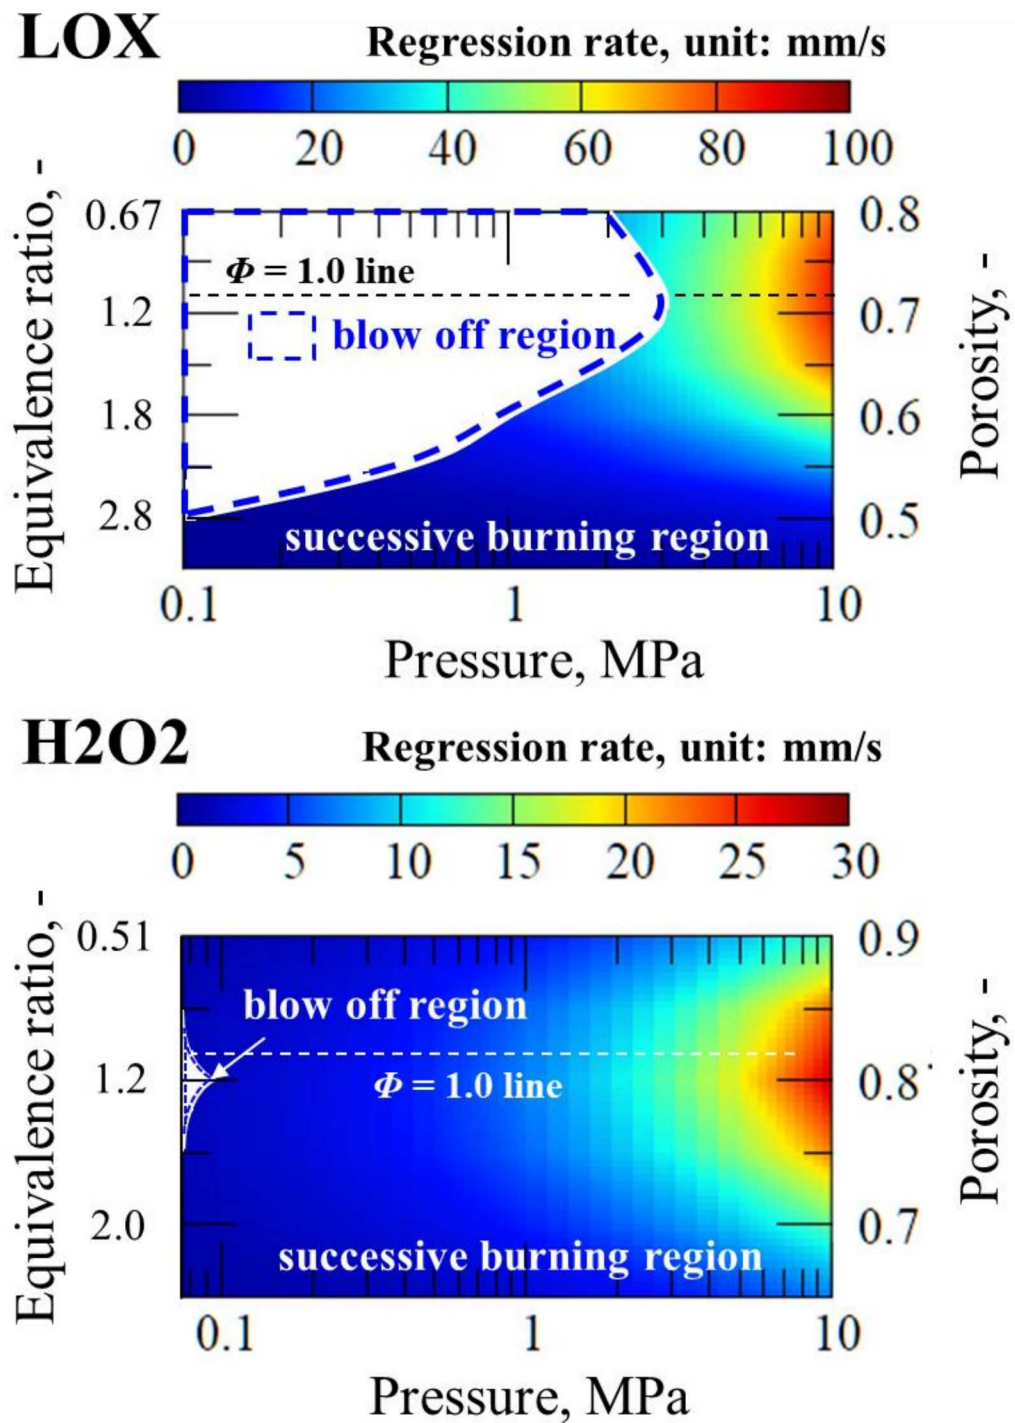 LOX
Regression rate, unit: mm/s
0 20 40 60 80 100
Equivalence ratio, -
0.67
1.2
1.8
2.8
Φ = 1.0 line
blow off region
successive burning region
0.8
0.7
0.6
0.5
Porosity, -
0.1 1 10
Pressure, MPa
H2O2
Regression rate, unit: mm/s
0 5 10 15 20 25 30
Equivalence ratio, -
0.51
1.2
2.0
blow off region
Φ = 1.0 line
successive burning region
0.9
0.8
0.7
Porosity, -
0.1 1 10
Pressure, MPa